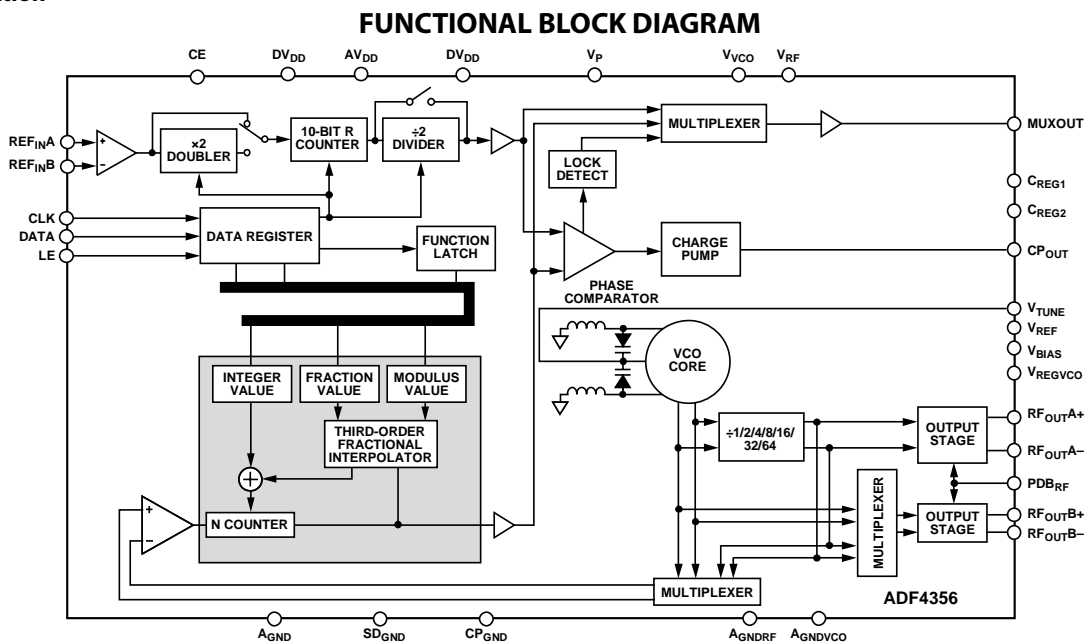 FUNCTIONAL BLOCK DIAGRAM
CE
DVDD
AVDD
DVDD
VP
VVCO
VRF
REFINA
REFINB
×2
DOUBLER
10-BIT R
COUNTER
÷2
DIVIDER
MULTIPLEXER
MUXOUT
LOCK
DETECT
CREG1
CREG2
CLK
DATA
LE
DATA REGISTER
FUNCTION
LATCH
CHARGE
PUMP
CPOUT
PHASE
COMPARATOR
VTUNE
VREF
VBIAS
VREGVCO
VCO
CORE
INTEGER
VALUE
FRACTION
VALUE
MODULUS
VALUE
THIRD-ORDER
FRACTIONAL
INTERPOLATOR
N COUNTER
÷1/2/4/8/16/
32/64
OUTPUT
STAGE
RFOUTA+
RFOUTA–
PDBRF
MULTIPLEXER
OUTPUT
STAGE
RFOUTB+
RFOUTB–
MULTIPLEXER
ADF4356
AGND
SDGND
CPGND
AGNDRF
AGNDVCO